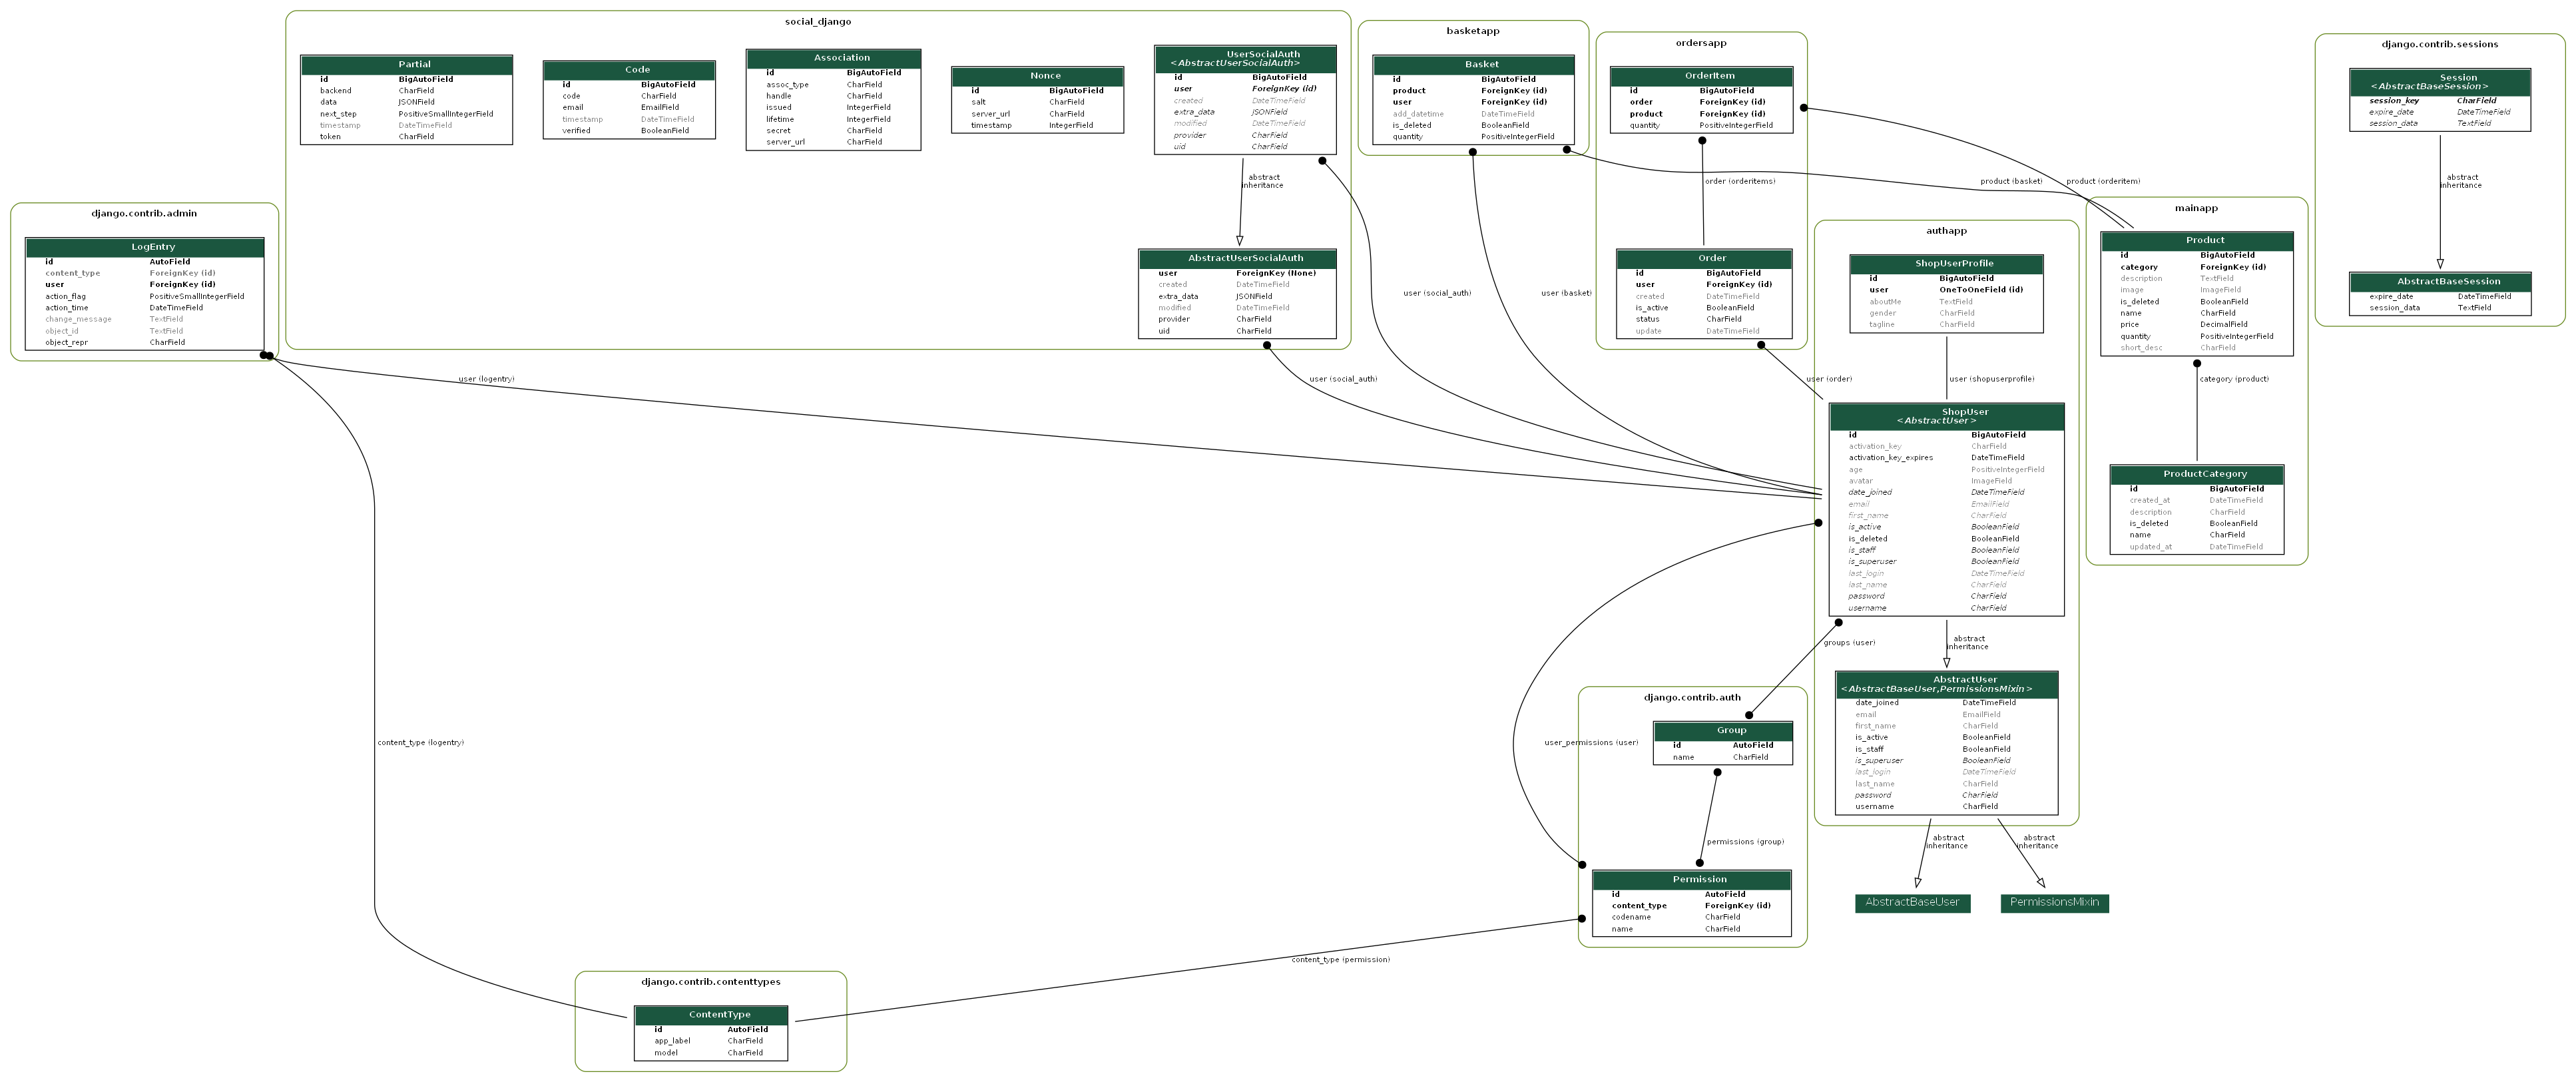 social_django
Partial
id BigAutoField
backend CharField
data JSONField
next_step PositiveSmallIntegerField
timestamp DateTimeField
token CharField
Code
id BigAutoField
code CharField
email EmailField
timestamp DateTimeField
verified BooleanField
Association
id BigAutoField
assoc_type CharField
handle CharField
issued IntegerField
lifetime IntegerField
secret CharField
server_url CharField
Nonce
id BigAutoField
salt CharField
server_url CharField
timestamp IntegerField
UserSocialAuth
<AbstractUserSocialAuth>
id BigAutoField
user ForeignKey (id)
created DateTimeField
extra_data JSONField
modified DateTimeField
provider CharField
uid CharField
abstract
inheritance
AbstractUserSocialAuth
user ForeignKey (None)
created DateTimeField
extra_data JSONField
modified DateTimeField
provider CharField
uid CharField
basketapp
Basket
id BigAutoField
product ForeignKey (id)
user ForeignKey (id)
add_datetime DateTimeField
is_deleted BooleanField
quantity PositiveIntegerField
ordersapp
OrderItem
id BigAutoField
order ForeignKey (id)
product ForeignKey (id)
quantity PositiveIntegerField
order (orderitems)
Order
id BigAutoField
user ForeignKey (id)
created DateTimeField
is_active BooleanField
status CharField
update DateTimeField
django.contrib.sessions
Session
<AbstractBaseSession>
session_key CharField
expire_date DateTimeField
session_data TextField
abstract
inheritance
AbstractBaseSession
expire_date DateTimeField
session_data TextField
product (basket)
product (orderitem)
mainapp
Product
id BigAutoField
category ForeignKey (id)
description TextField
image ImageField
is_deleted BooleanField
name CharField
price DecimalField
quantity PositiveIntegerField
short_desc CharField
category (product)
ProductCategory
id BigAutoField
created_at DateTimeField
description CharField
is_deleted BooleanField
name CharField
updated_at DateTimeField
django.contrib.admin
LogEntry
id AutoField
content_type ForeignKey (id)
user ForeignKey (id)
action_flag PositiveSmallIntegerField
action_time DateTimeField
change_message TextField
object_id TextField
object_repr CharField
user (logentry)
user (social_auth)
user (social_auth)
user (basket)
user (order)
authapp
ShopUserProfile
id BigAutoField
user OneToOneField (id)
aboutMe TextField
gender CharField
tagline CharField
user (shopuserprofile)
ShopUser
<AbstractUser>
id BigAutoField
activation_key CharField
activation_key_expires DateTimeField
age PositiveIntegerField
avatar ImageField
date_joined DateTimeField
email EmailField
first_name CharField
is_active BooleanField
is_deleted BooleanField
is_staff BooleanField
is_superuser BooleanField
last_login DateTimeField
last_name CharField
password CharField
username CharField
groups (user)
abstract
inheritance
AbstractUser
<AbstractBaseUser,PermissionsMixin>
date_joined DateTimeField
email EmailField
first_name CharField
is_active BooleanField
is_staff BooleanField
is_superuser BooleanField
last_login DateTimeField
last_name CharField
password CharField
username CharField
abstract
inheritance
abstract
inheritance
AbstractBaseUser
PermissionsMixin
django.contrib.auth
Group
id AutoField
name CharField
user_permissions (user)
permissions (group)
Permission
id AutoField
content_type ForeignKey (id)
codename CharField
name CharField
content_type (logentry)
content_type (permission)
django.contrib.contenttypes
ContentType
id AutoField
app_label CharField
model CharField